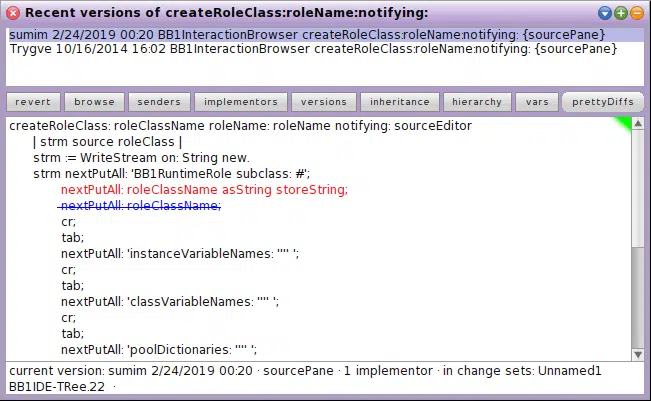 Recent versions of createRoleClass:roleName:notifying:
sumim 2/24/2019 00:20 BB1InteractionBrowser createRoleClass:roleName:notifying: {sourcePane}
Trygve 10/16/2014 16:02 BB1InteractionBrowser createRoleClass:roleName:notifying: {sourcePane}
revert browse senders implementors versions inheritance hierarchy vars prettyDiffs
createRoleClass: roleClassName roleName: roleName notifying: sourceEditor
| strm source roleClass |
strm := WriteStream on: String new.
strm nextPutAll: 'BB1RuntimeRole subclass: #';
nextPutAll: roleClassName asString storeString;
nextPutAll: roleClassName;
cr;
tab;
nextPutAll: 'instanceVariableNames: '''' ';
cr;
tab;
nextPutAll: 'classVariableNames: '''' ';
cr;
tab;
nextPutAll: 'poolDictionaries: '''' ';
current version: sumim 2/24/2019 00:20 · sourcePane · 1 implementor · in change sets: Unnamed1
BB1IDE-TRee.22 ·